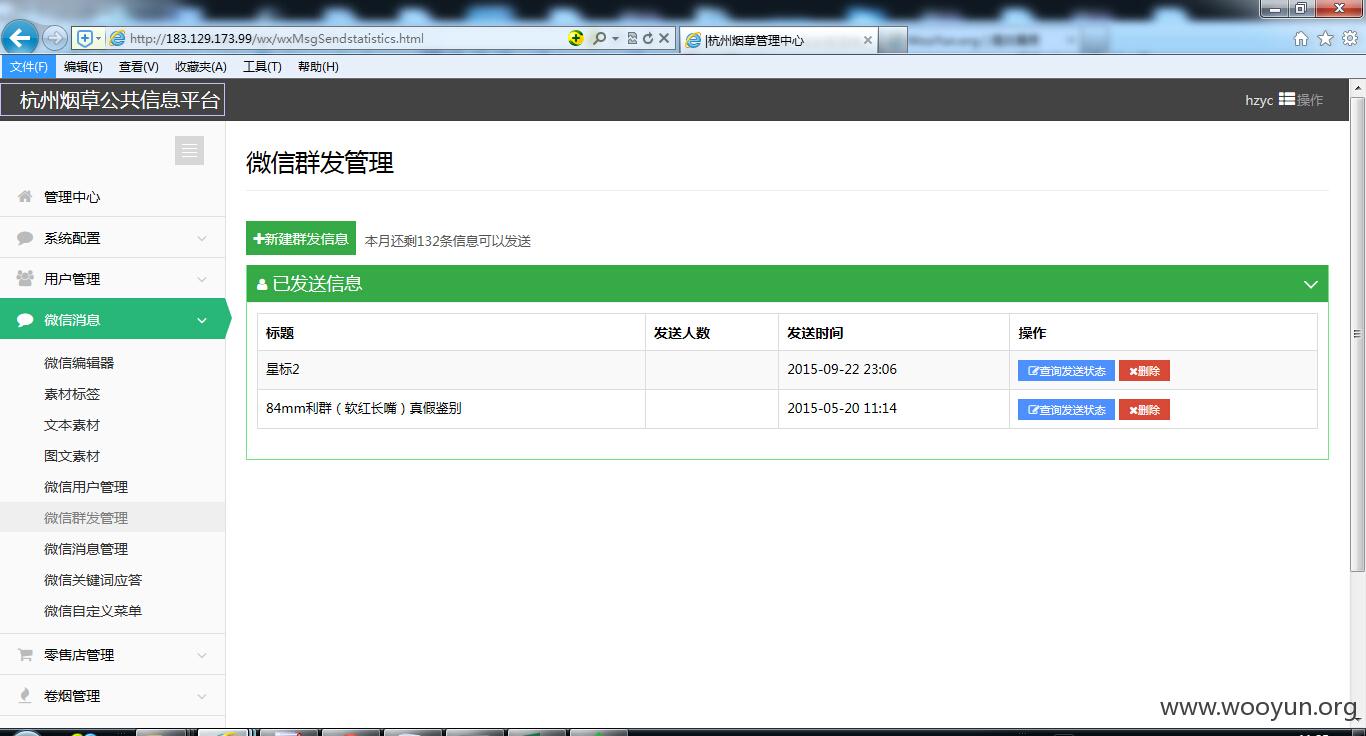 http://183.129.173.99/wx/wxMsgSendstatistics.html
|杭州烟草管理中心
文件(F) 编辑(E) 查看(V) 收藏夹(A) 工具(T) 帮助(H)
杭州烟草公共信息平台
hzyc 操作
管理中心
系统配置
用户管理
微信消息
微信编辑器
素材标签
文本素材
图文素材
微信用户管理
微信群发管理
微信消息管理
微信关键词应答
微信自定义菜单
零售店管理
卷烟管理
微信群发管理
新建群发信息 本月还剩132条信息可以发送
已发送信息
标题 发送人数 发送时间 操作
星标2 2015-09-22 23:06 查询发送状态 删除
84mm利群（软红长嘴）真假鉴别 2015-05-20 11:14 查询发送状态 删除
www.wooyun.org